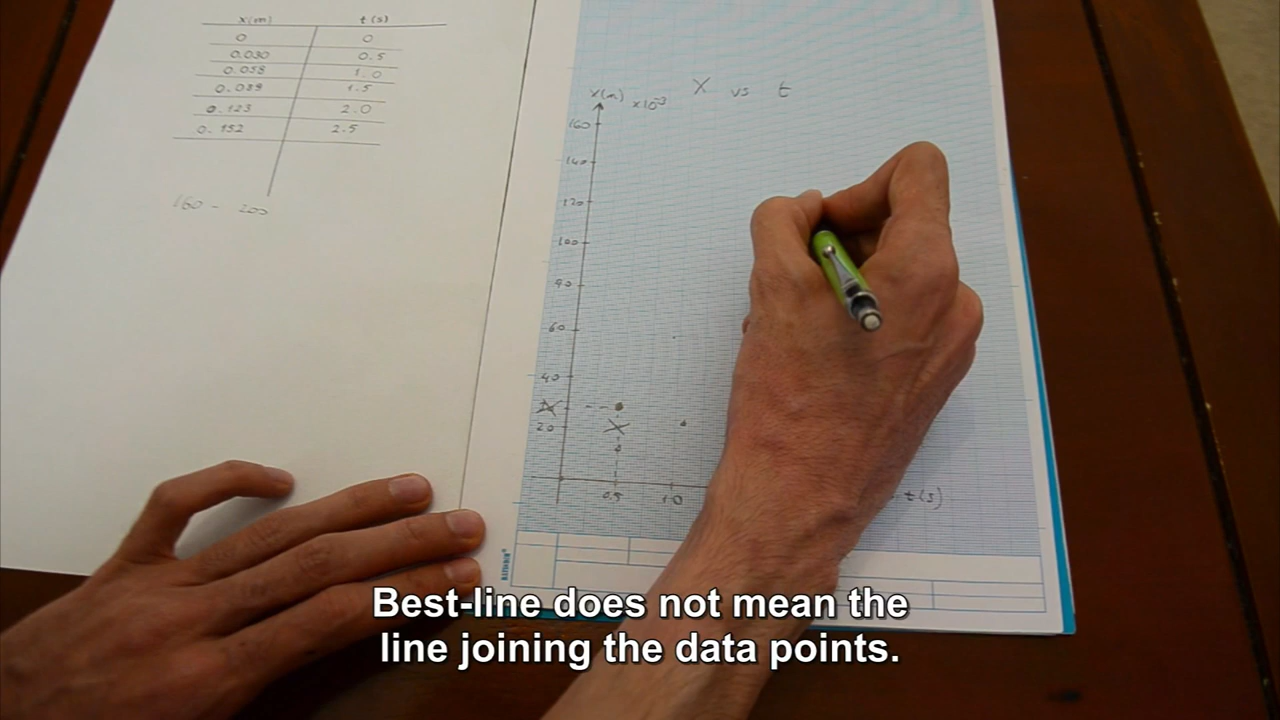 x(m) t(s)
0 0
0.030 0.5
0.058 1.0
0.089 1.5
0.123 2.0
0.152 2.5
160 - 200
X vs t
x(m) x10⁻³
160
140
120
100
80
60
40
20
0.5 1.0 t(s)
Best-line does not mean the
line joining the data points.